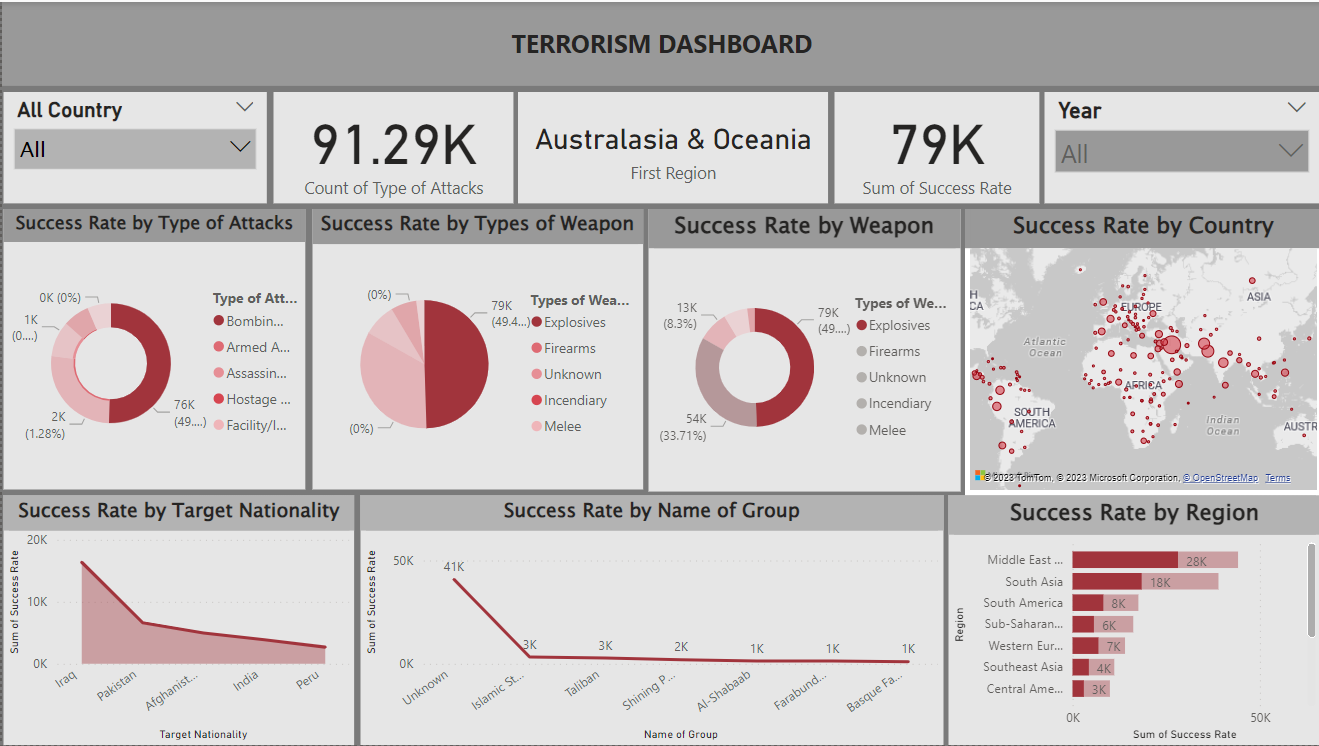 TERRORISM DASHBOARD
All Country
All
91.29K
Count of Type of Attacks
Australasia & Oceania
First Region
79K
Sum of Success Rate
Year
All
Success Rate by Type of Attacks
0K (0%)
1K
(0....)
2K
(1.28%)
76K
(49....)
Type of Att...
Bombin...
Armed A...
Assassin...
Hostage ...
Facility/I...
Success Rate by Types of Weapon
(0%)
79K
(49.4...)
(0%)
Types of Wea...
Explosives
Firearms
Unknown
Incendiary
Melee
Success Rate by Weapon
13K
(8.3%)
79K
(49....)
54K
(33.71%)
Types of We...
Explosives
Firearms
Unknown
Incendiary
Melee
Success Rate by Country
H
CA
EUROPE
ASIA
Atlantic
Ocean
AFRICA
SOUTH
AMERICA
Indian
Ocean
AUSTR
© 2023 TomTom, © 2023 Microsoft Corporation, © OpenStreetMap Terms
Success Rate by Target Nationality
Sum of Success Rate
20K
10K
0K
Iraq
Pakistan
Afghanist...
India
Peru
Target Nationality
Success Rate by Name of Group
Sum of Success Rate
50K
0K
41K
3K
3K
2K
1K
1K
1K
Unknown
Islamic St...
Taliban
Shining P...
Al-Shabaab
Farabund...
Basque Fa...
Name of Group
Success Rate by Region
Region
Middle East ... 28K
South Asia 18K
South America 8K
Sub-Saharan... 6K
Western Eur... 7K
Southeast Asia 4K
Central Ame... 3K
0K 50K
Sum of Success Rate